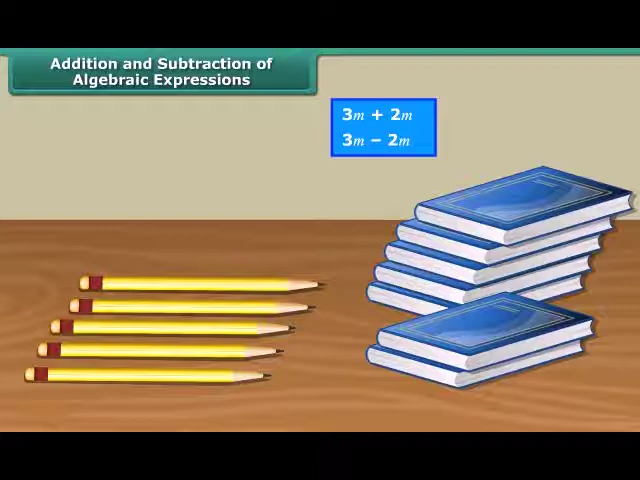 Addition and Subtraction of
Algebraic Expressions
3m + 2m
3m − 2m